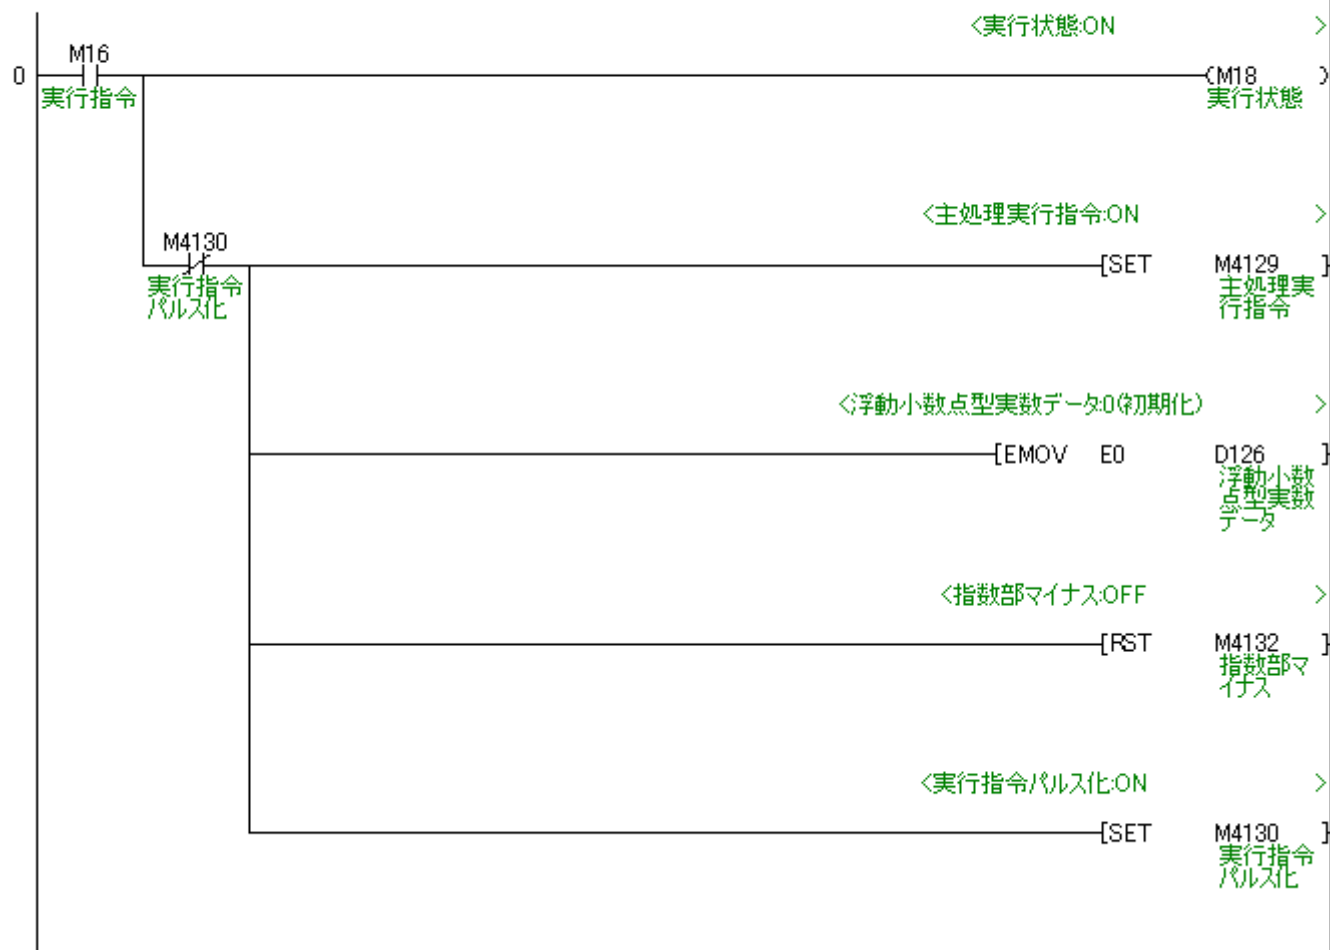 <実行状態:ON >
M16
0
(M18 )
実行指令
実行状態
<主処理実行指令:ON >
M4130
[SET M4129 ]
実行指令
パルス化
主処理実
行指令
<浮動小数点型実数データ:0(初期化) >
[EMOV E0 D126 ]
浮動小数
点型実数
データ
<指数部マイナス:OFF >
[RST M4132 ]
指数部マ
イナス
<実行指令パルス化:ON >
[SET M4130 ]
実行指令
パルス化